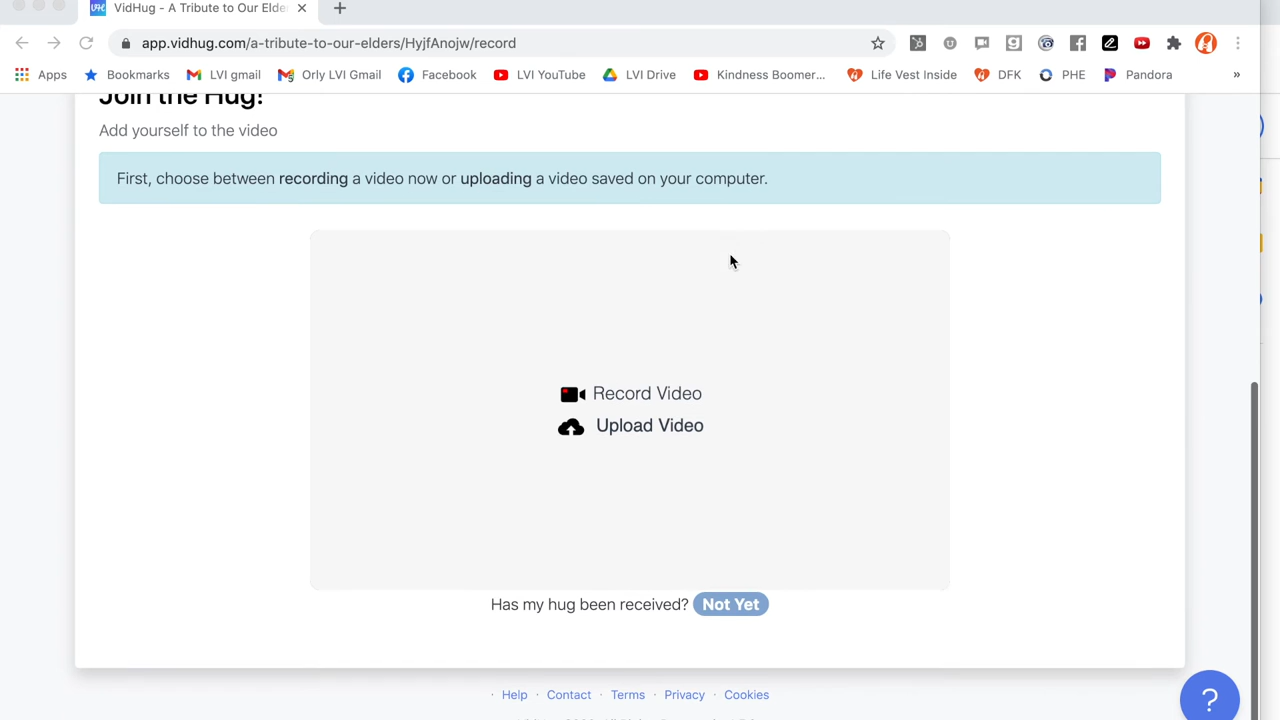 VidHug - A Tribute to Our Elde
app.vidhug.com/a-tribute-to-our-elders/HyjfAnojw/record
Apps Bookmarks LVI gmail Orly LVI Gmail Facebook LVI YouTube LVI Drive Kindness Boomer... Life Vest Inside DFK PHE Pandora »
Join the Hug!
Add yourself to the video
First, choose between recording a video now or uploading a video saved on your computer.
Record Video
Upload Video
Has my hug been received? Not Yet
· Help · Contact · Terms · Privacy · Cookies
?